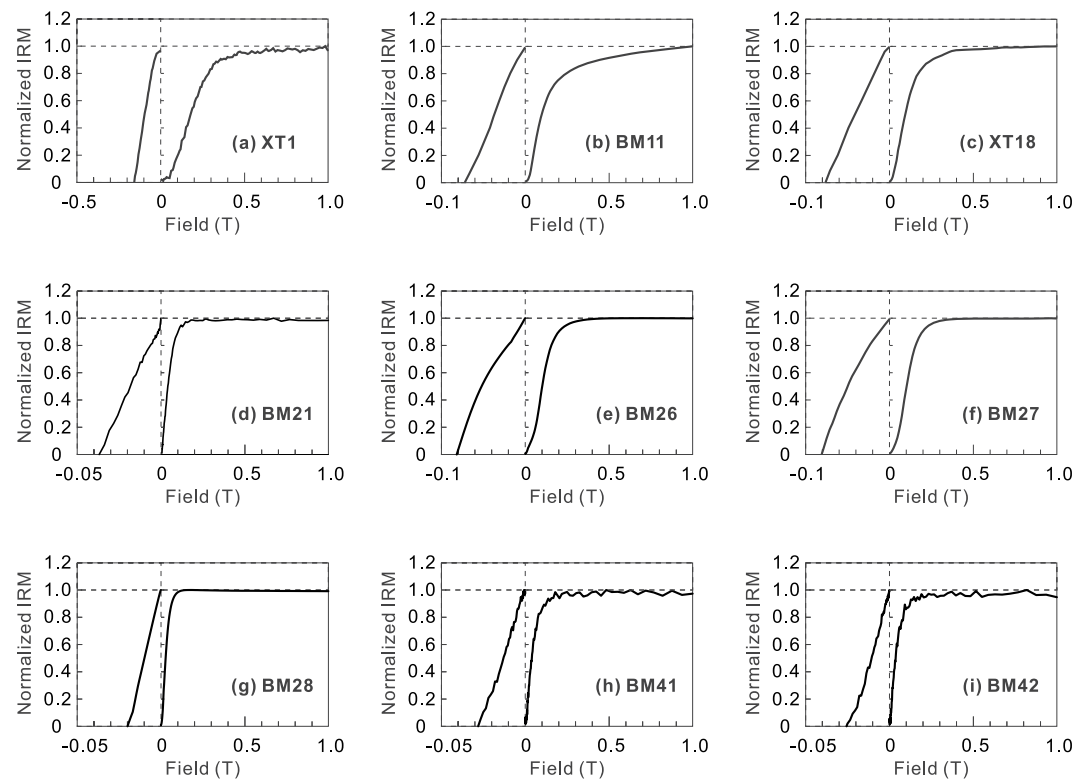 1.2 1.2 1.2
1.0 1.0 1.0
0.8 0.8 0.8
0.6 0.6 0.6
0.4 0.4 0.4
0.2 0.2 0.2
0 0 0
Normalized IRM Normalized IRM Normalized IRM
(a) XT1 (b) BM11 (c) XT18
-0.05 0 0.5 1.0 -0.1 0 0.5 1.0 -0.1 0 0.5 1.0
Field (T) Field (T) Field (T)
1.2 1.2 1.2
1.0 1.0 1.0
0.8 0.8 0.8
0.6 0.6 0.6
0.4 0.4 0.4
0.2 0.2 0.2
0 0 0
Normalized IRM Normalized IRM Normalized IRM
(d) BM21 (e) BM26 (f) BM27
-0.05 0 0.5 1.0 -0.1 0 0.5 1.0 -0.1 0 0.5 1.0
Field (T) Field (T) Field (T)
1.2 1.2 1.2
1.0 1.0 1.0
0.8 0.8 0.8
0.6 0.6 0.6
0.4 0.4 0.4
0.2 0.2 0.2
0 0 0
Normalized IRM Normalized IRM Normalized IRM
(g) BM28 (h) BM41 (i) BM42
-0.05 0 0.5 1.0 -0.05 0 0.5 1.0 -0.05 0 0.5 1.0
Field (T) Field (T) Field (T)